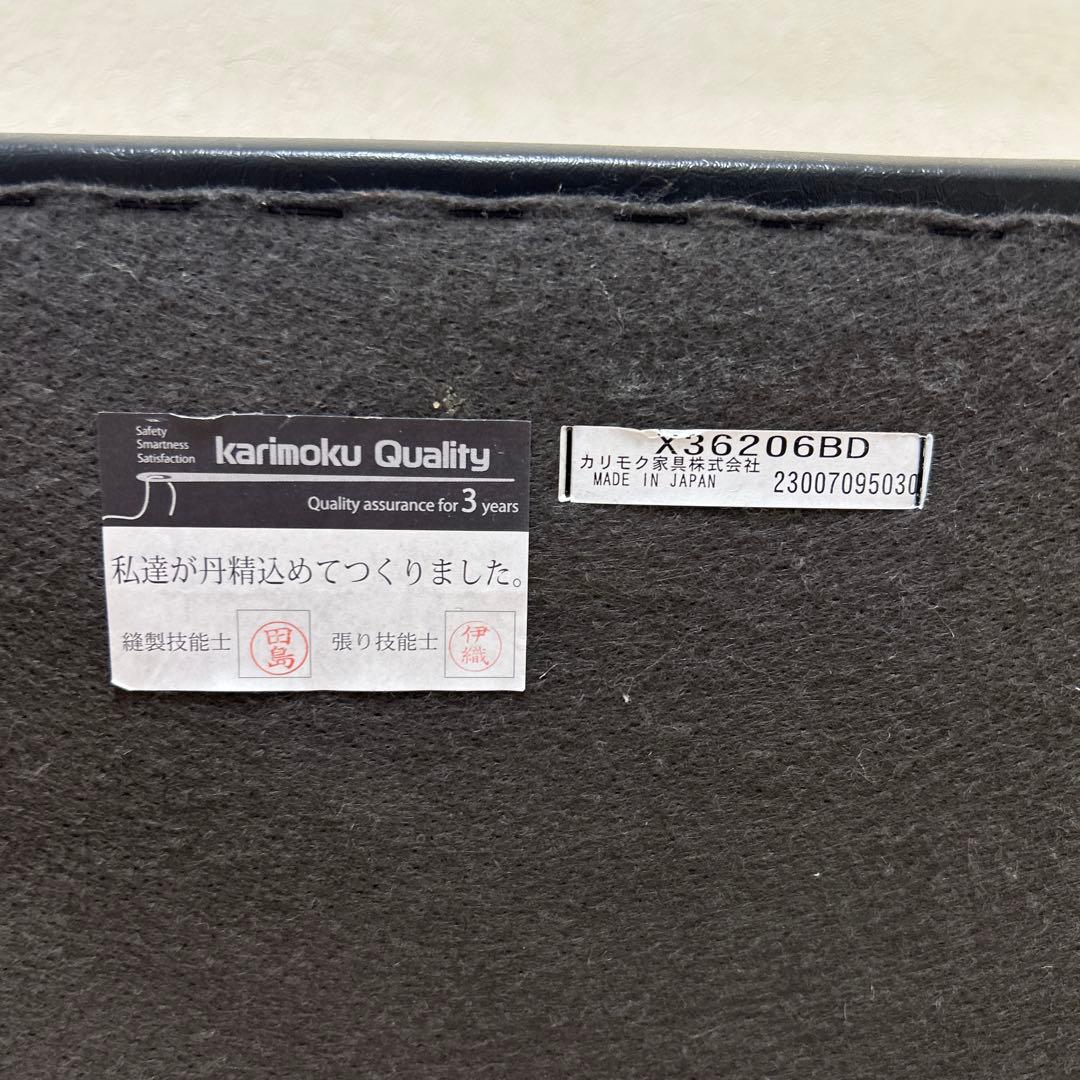 Safety
Smartness
Satisfaction
karimoku Quality
Quality assurance for 3 years
私達が丹精込めてつくりました。
縫製技能士 田島 張り技能士 伊織
X36206BD
カリモク家具株式会社
MADE IN JAPAN 23007095030